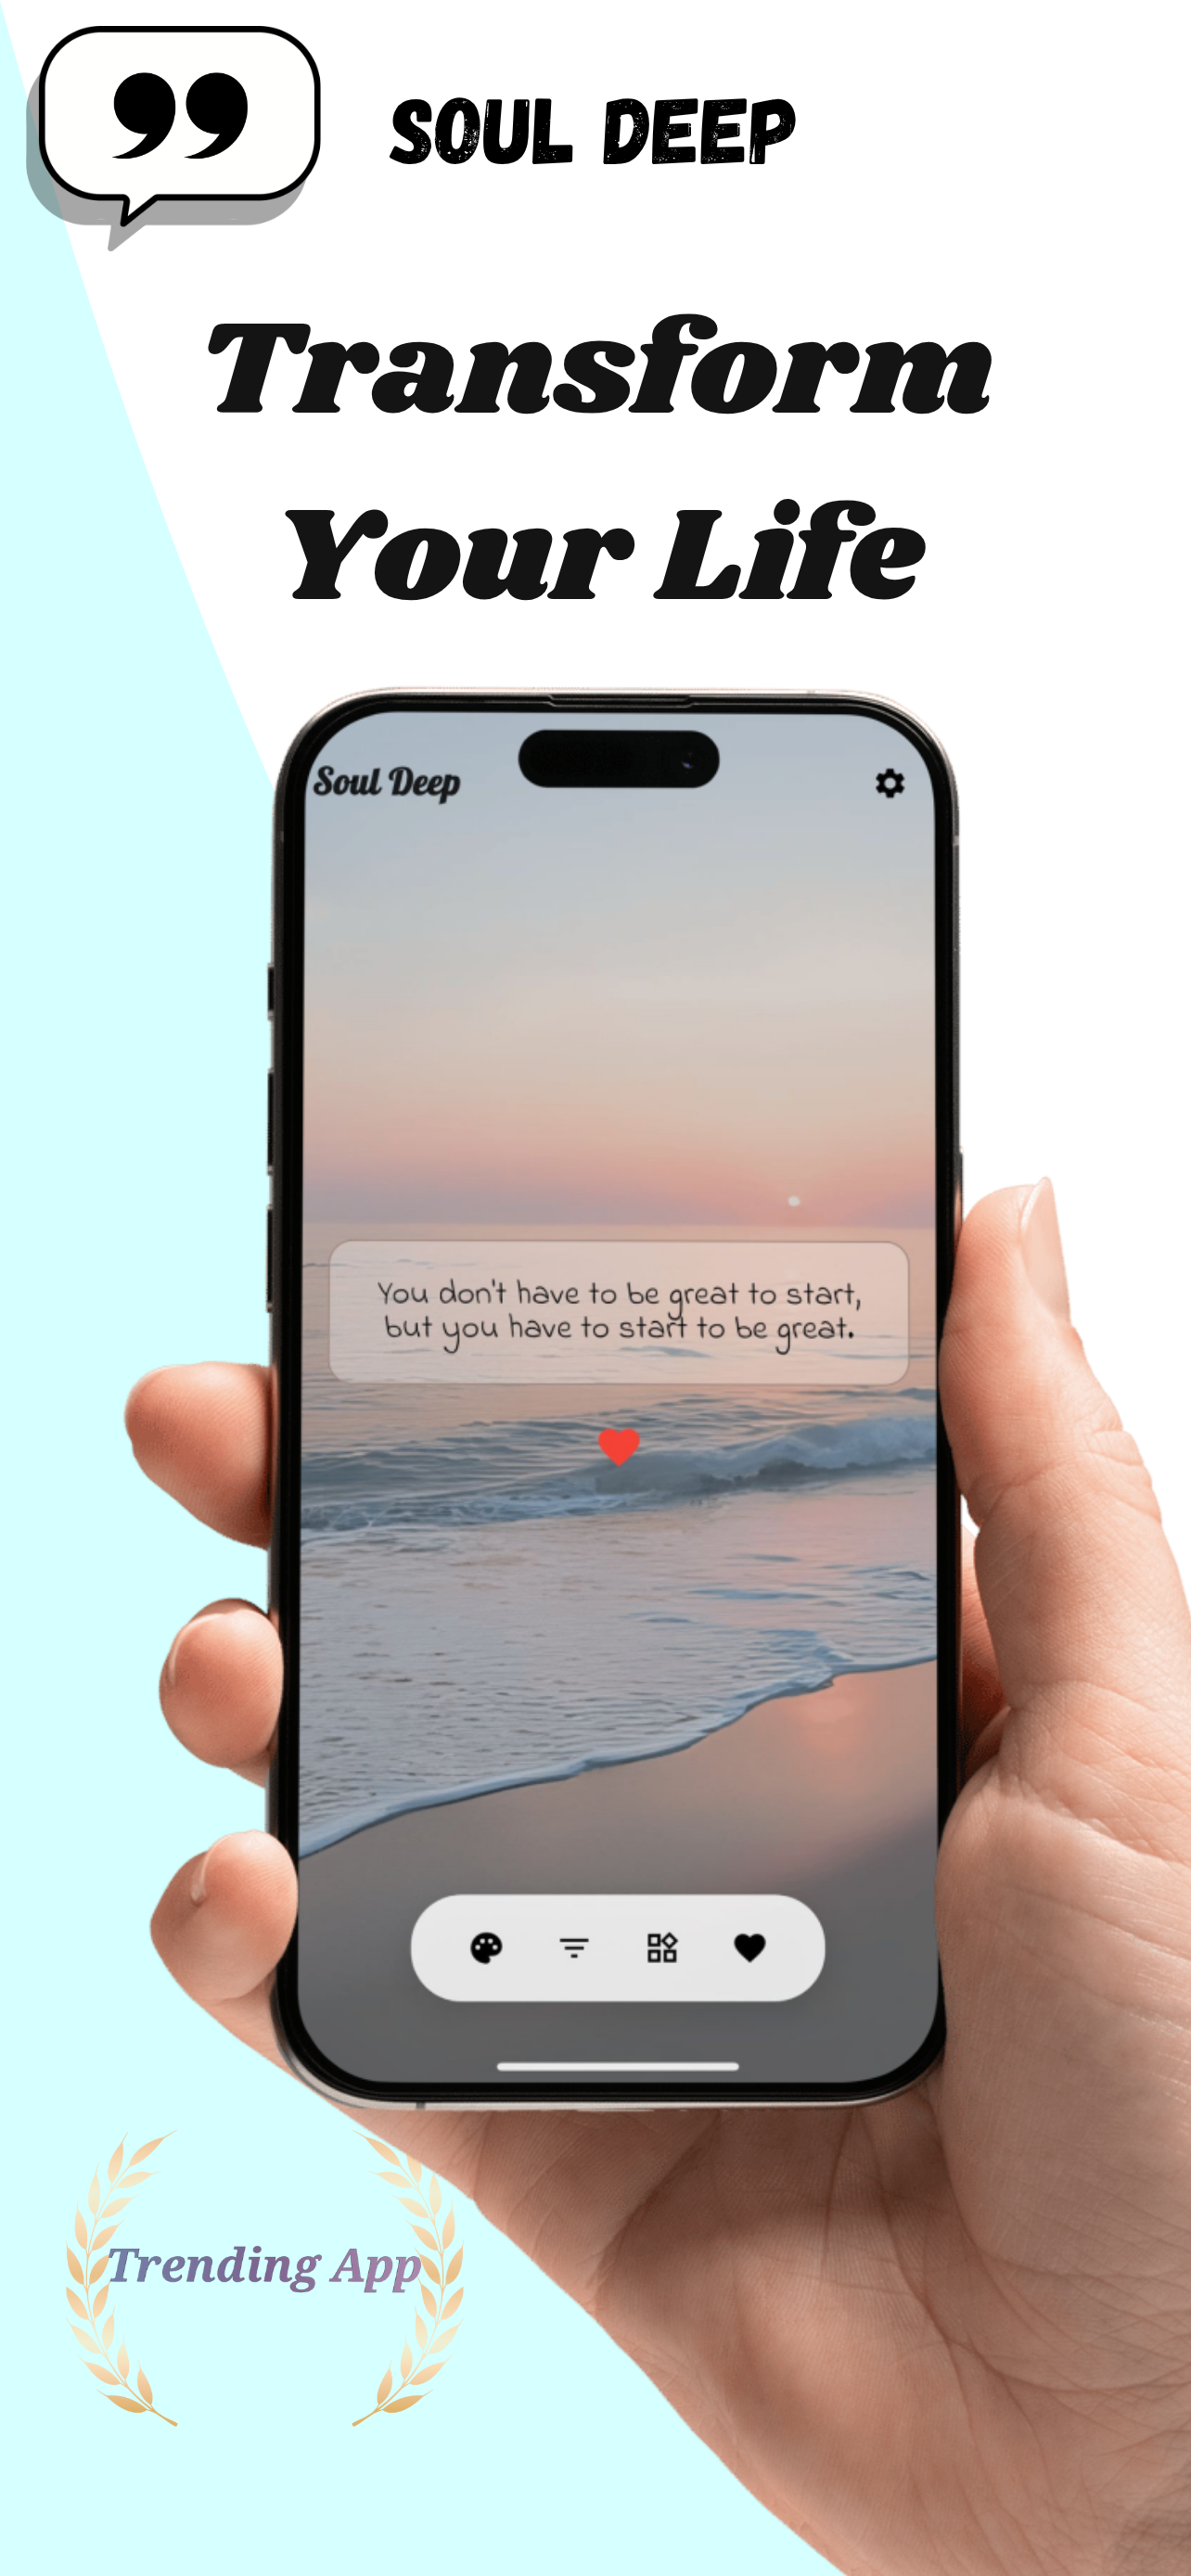 SOUL DEEP
Transform
Your Life
Soul Deep
You don't have to be great to start,
but you have to start to be great.
Trending App